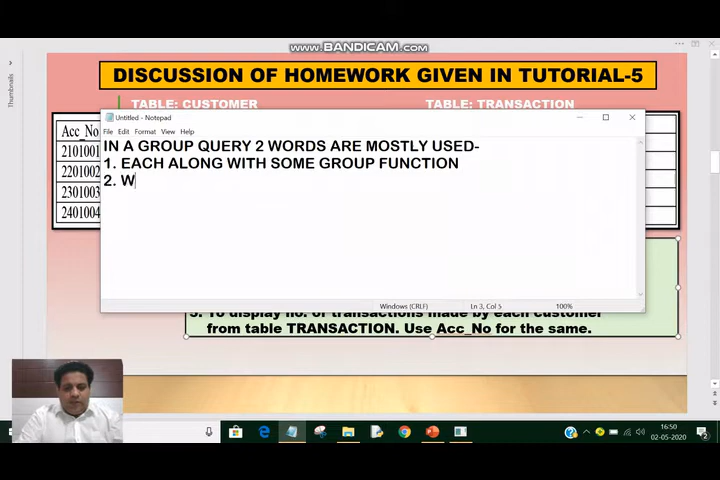 WWW.BANDICAM.COM
Thumbnails
DISCUSSION OF HOMEWORK GIVEN IN TUTORIAL-5
TABLE: CUSTOMER TABLE: TRANSACTION
Untitled - Notepad
File Edit Format View Help
Acc_No
2101001
2201002
2301003
2401004
IN A GROUP QUERY 2 WORDS ARE MOSTLY USED-
1. EACH ALONG WITH SOME GROUP FUNCTION
2. W
Windows (CRLF) Ln 3, Col 5 100%
3. To display no. of transactions made by each customer
from table TRANSACTION. Use Acc_No for the same.
16:50
02-05-2020
2